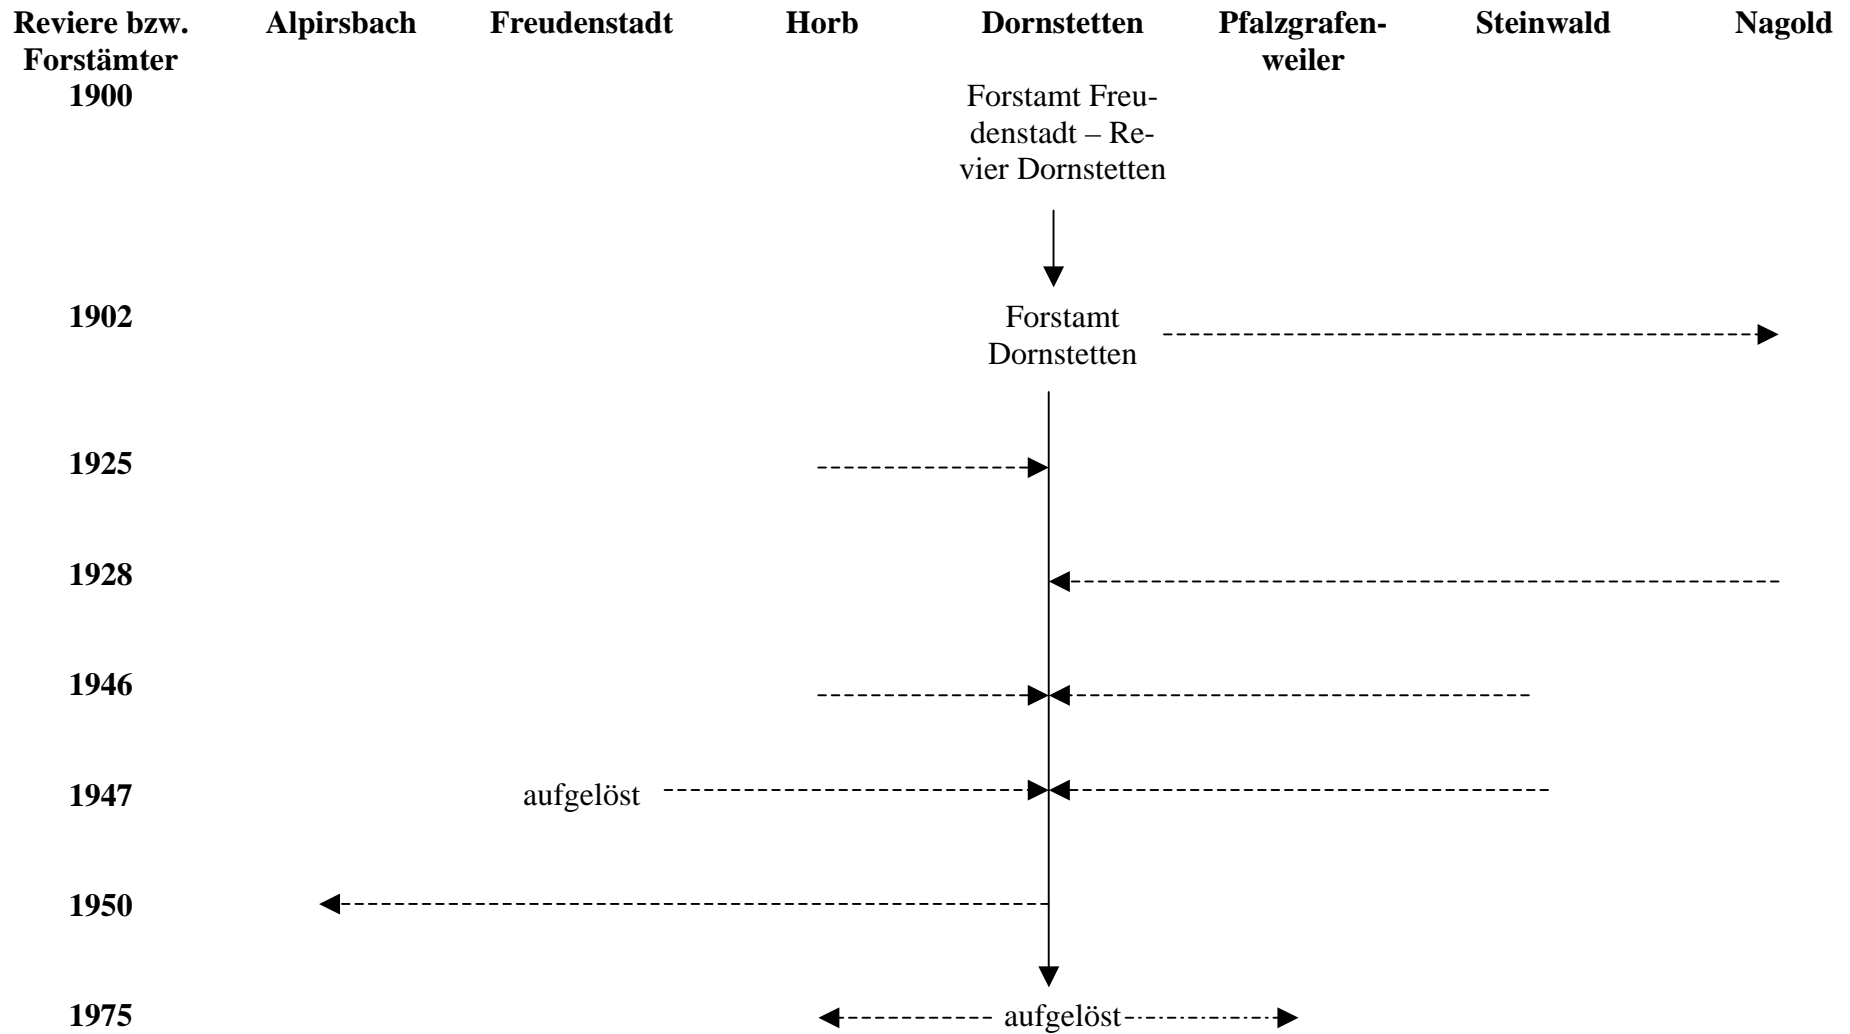 Reviere bzw. Alpirsbach Freudenstadt Horb Dornstetten Pfalzgrafen- Steinwald Nagold
Forstämter weiler
1900 Forstamt Freu-
denstadt – Re-
vier Dornstetten
1902 Forstamt
Dornstetten
1925
1928
1946
1947 aufgelöst
1950
1975 aufgelöst